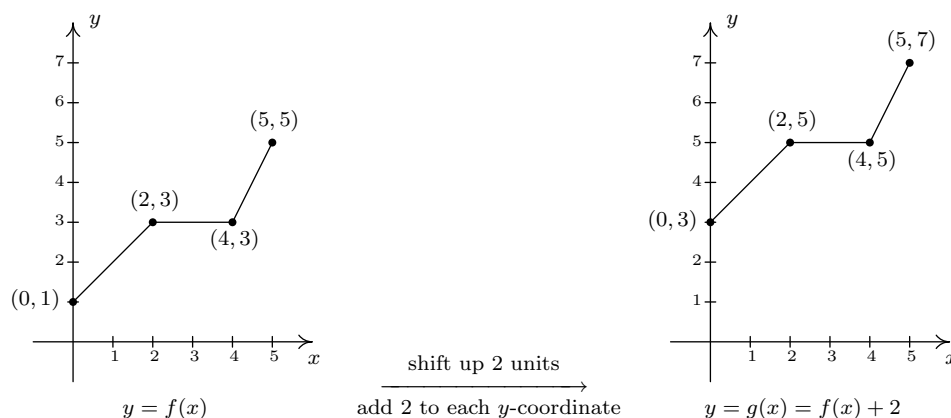 y
7
6
5
4
3
2
(0, 1)
(2, 3)
(4, 3)
(5, 5)
1 2 3 4 5
x
y = f(x)
shift up 2 units
add 2 to each y-coordinate
y
7
6
5
4
2
1
(0, 3)
(2, 5)
(4, 5)
(5, 7)
1 2 3 4 5
x
y = g(x) = f(x) + 2